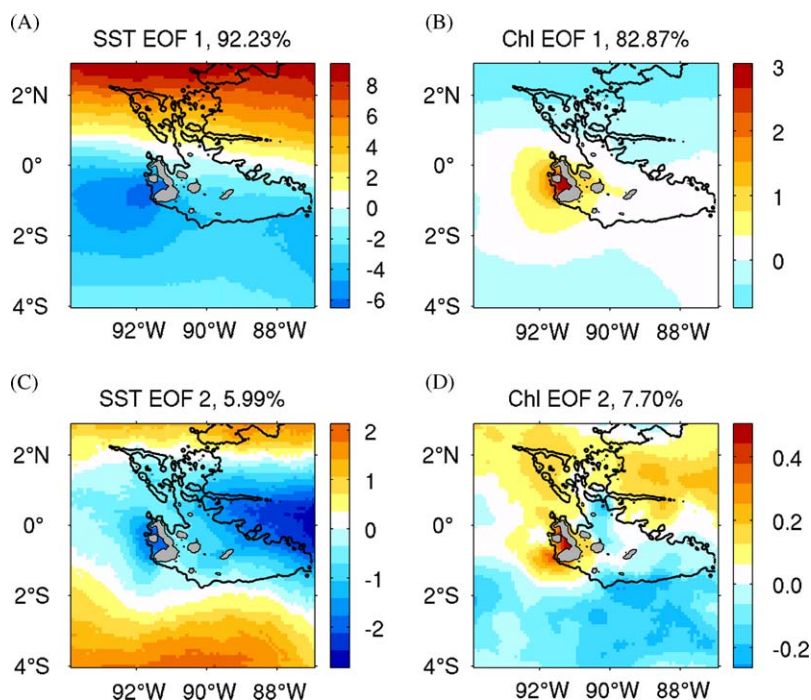 (A)
SST EOF 1, 92.23%
2°N
0°
2°S
4°S
92°W 90°W 88°W
8
6
4
2
0
-2
-4
-6
(B)
Chl EOF 1, 82.87%
2°N
0°
2°S
4°S
92°W 90°W 88°W
3
2
1
0
(C)
SST EOF 2, 5.99%
2°N
0°
2°S
4°S
92°W 90°W 88°W
2
1
0
-1
-2
(D)
Chl EOF 2, 7.70%
2°N
0°
2°S
4°S
92°W 90°W 88°W
0.4
0.2
0.0
-0.2